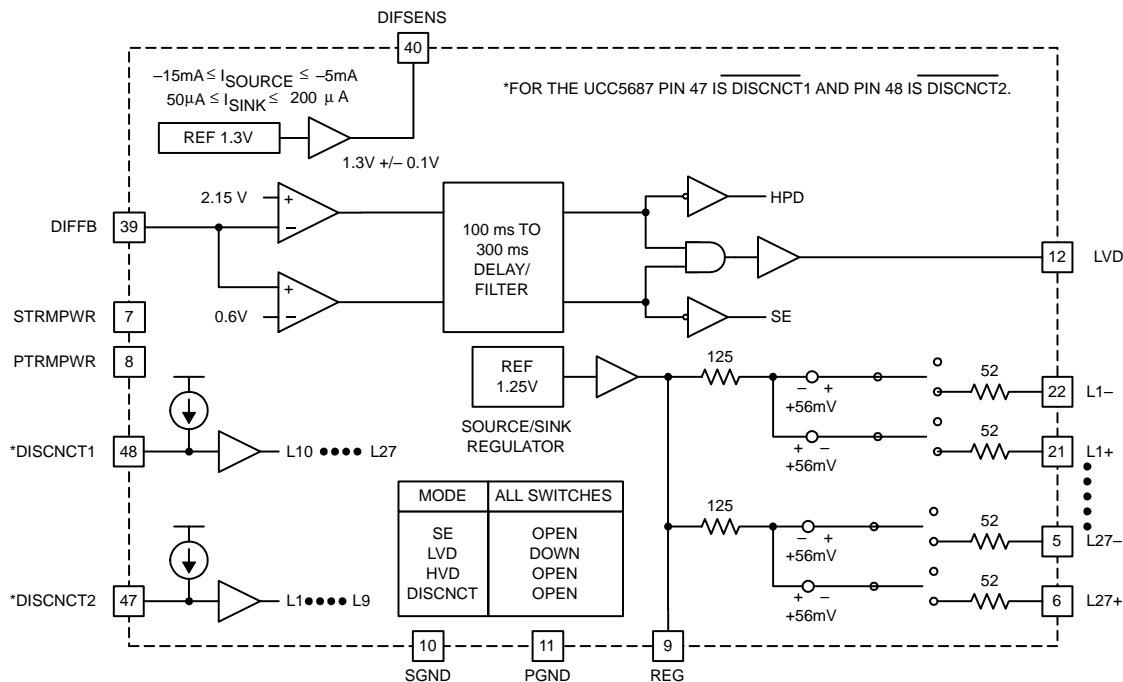 DIFSENS
40
–15mA ≤ ISOURCE ≤ –5mA
50µA ≤ ISINK ≤ 200 µ A
*FOR THE UCC5687 PIN 47 IS DISCNCT1 AND PIN 48 IS DISCNCT2.
REF 1.3V
1.3V +/– 0.1V
2.15 V
+
–
DIFFB
39
100 ms TO
300 ms
DELAY/
FILTER
HPD
12
LVD
+
–
0.6V
SE
STRMPWR
7
PTRMPWR
8
REF
1.25V
SOURCE/SINK
REGULATOR
125
– +
+56mV
52
22
L1–
+ –
+56mV
52
21
L1+
*DISCNCT1
48
L10 •••• L27
MODE ALL SWITCHES
SE OPEN
LVD DOWN
HVD OPEN
DISCNCT OPEN
125
– +
+56mV
52
5
L27–
+ –
+56mV
52
6
L27+
*DISCNCT2
47
L1 •••• L9
10
SGND
11
PGND
9
REG